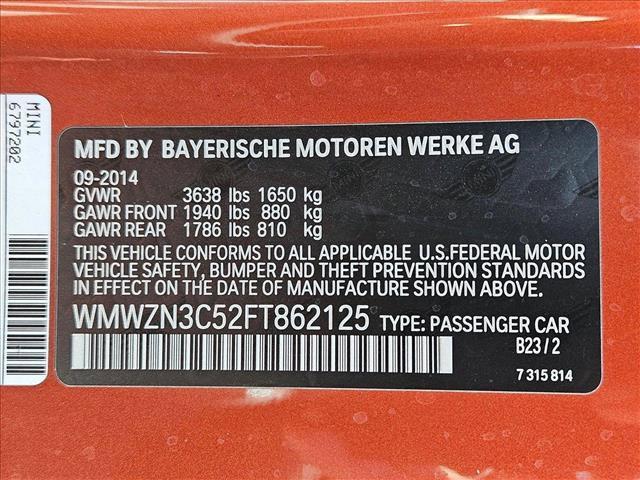 MINI
6797202
MFD BY BAYERISCHE MOTOREN WERKE AG
09-2014
GVWR 3638 lbs 1650 kg
GAWR FRONT 1940 lbs 880 kg
GAWR REAR 1786 lbs 810 kg
THIS VEHICLE CONFORMS TO ALL APPLICABLE U.S.FEDERAL MOTOR
VEHICLE SAFETY, BUMPER AND THEFT PREVENTION STANDARDS
IN EFFECT ON THE DATE OF MANUFACTURE SHOWN ABOVE.
WMWZN3C52FT862125 TYPE: PASSENGER CAR
B23/2
7 315 814